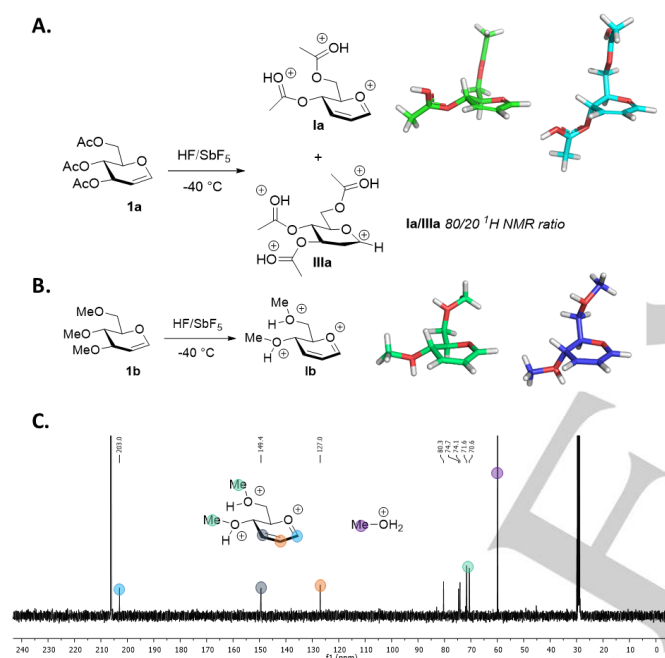 A.
OH
⊕
O
O
⊕
O
⊕
OH
Ia
AcO
AcO
O
AcO
1a
HF/SbF5
-40 °C
+
⊕
OH
O
⊕
OH
O
O
⊕
O
H
⊕
OH
IIIa
Ia/IIIa 80/20 1H NMR ratio
B.
MeO
MeO
O
MeO
1b
HF/SbF5
-40 °C
Me
⊕
H
O
Me
O
⊕
O
H
⊕
Ib
C.
203.0
149.4
127.0
80.3
74.7
74.1
71.6
70.6
Me
⊕
H
O
Me
O
⊕
O
H
⊕
Me
⊕
OH2
240 230 220 210 200 190 180 170 160 150 140 130 120 110 100 90 80 70 60 50 40 30 20 10 0
f1 (ppm)